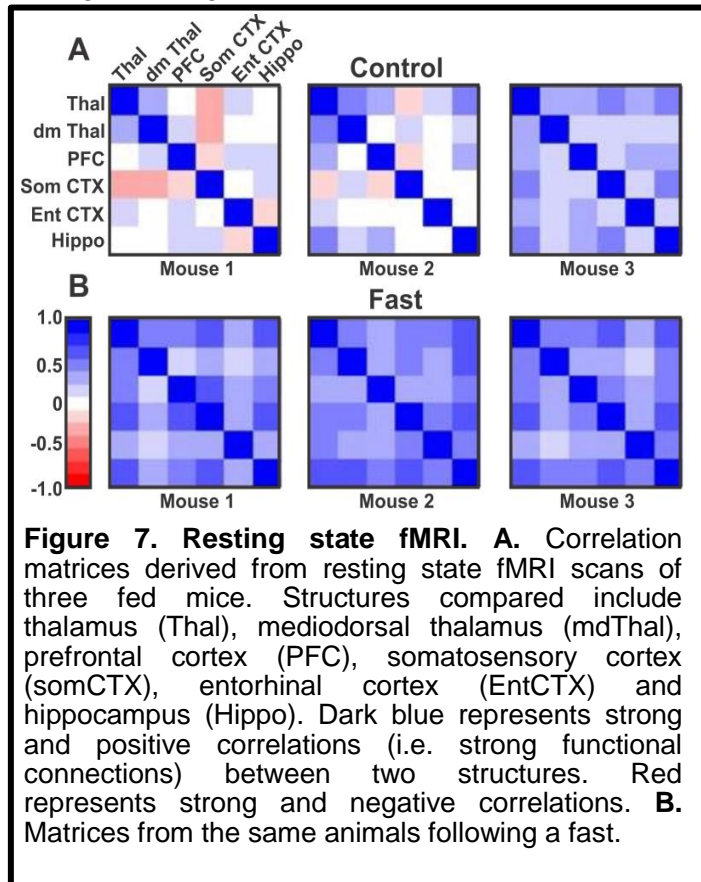 A
Thal
dm Thal
PFC
Som CTX
Ent CTX
Hippo
Control
Thal
dm Thal
PFC
Som CTX
Ent CTX
Hippo
Mouse 1
Mouse 2
Mouse 3
B
Fast
1.0
0.5
0
-0.5
-1.0
Mouse 1
Mouse 2
Mouse 3
Figure 7. Resting state fMRI. A. Correlation
matrices derived from resting state fMRI scans of
three fed mice. Structures compared include
thalamus (Thal), mediodorsal thalamus (mdThal),
prefrontal cortex (PFC), somatosensory cortex
(somCTX), entorhinal cortex (EntCTX) and
hippocampus (Hippo). Dark blue represents strong
and positive correlations (i.e. strong functional
connections) between two structures. Red
represents strong and negative correlations. B.
Matrices from the same animals following a fast.